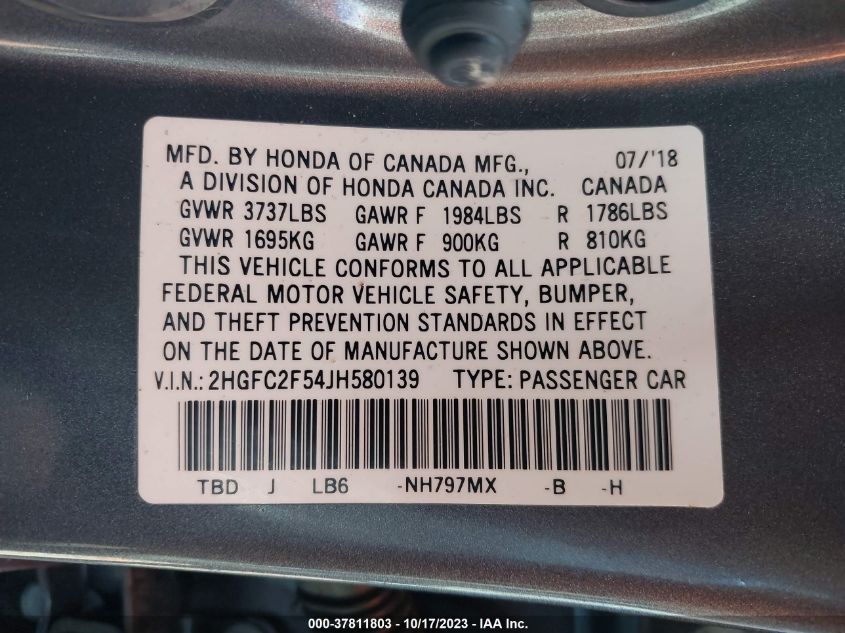 MFD. BY HONDA OF CANADA MFG., 07/'18
A DIVISION OF HONDA CANADA INC. CANADA
GVWR 3737LBS GAWR F 1984LBS R 1786LBS
GVWR 1695KG GAWR F 900KG R 810KG
THIS VEHICLE CONFORMS TO ALL APPLICABLE
FEDERAL MOTOR VEHICLE SAFETY, BUMPER,
AND THEFT PREVENTION STANDARDS IN EFFECT
ON THE DATE OF MANUFACTURE SHOWN ABOVE.
V.I.N.: 2HGFC2F54JH580139 TYPE: PASSENGER CAR
TBD J LB6 -NH797MX -B -H
000-37811803 - 10/17/2023 - IAA Inc.